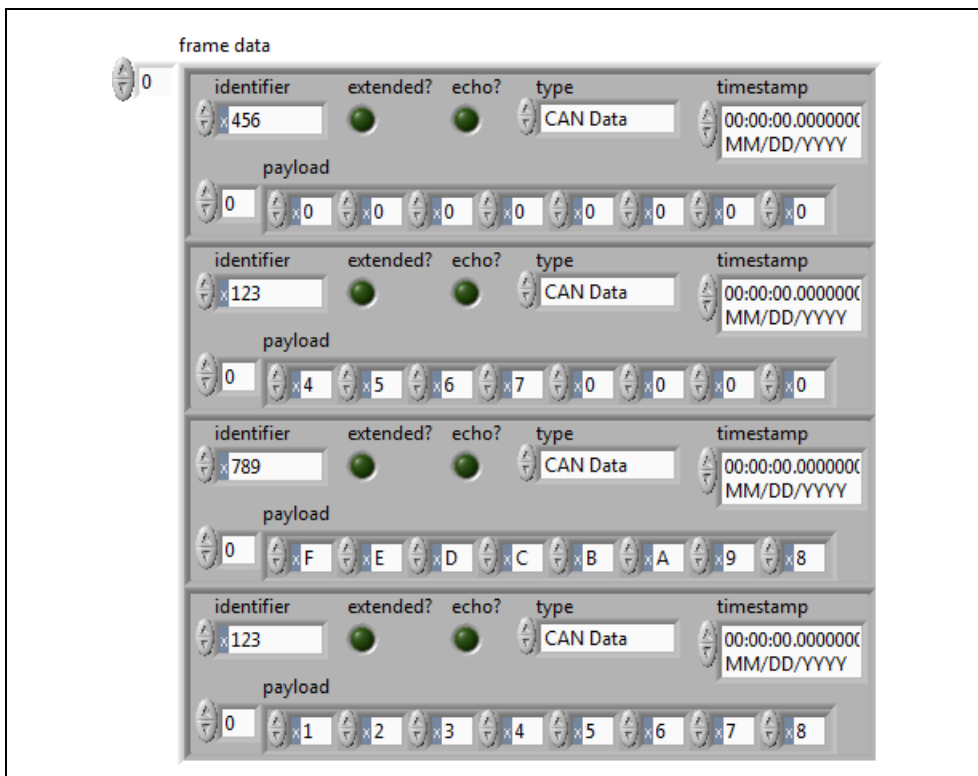 frame data
0
identifier extended? echo? type timestamp
x 456 CAN Data 00:00:00.0000000
MM/DD/YYYY
payload
0 x0 x0 x0 x0 x0 x0 x0 x0
identifier extended? echo? type timestamp
x 123 CAN Data 00:00:00.0000000
MM/DD/YYYY
payload
0 x4 x5 x6 x7 x0 x0 x0 x0
identifier extended? echo? type timestamp
x 789 CAN Data 00:00:00.0000000
MM/DD/YYYY
payload
0 xF xE xD xC xB xA x9 x8
identifier extended? echo? type timestamp
x 123 CAN Data 00:00:00.0000000
MM/DD/YYYY
payload
0 x1 x2 x3 x4 x5 x6 x7 x8